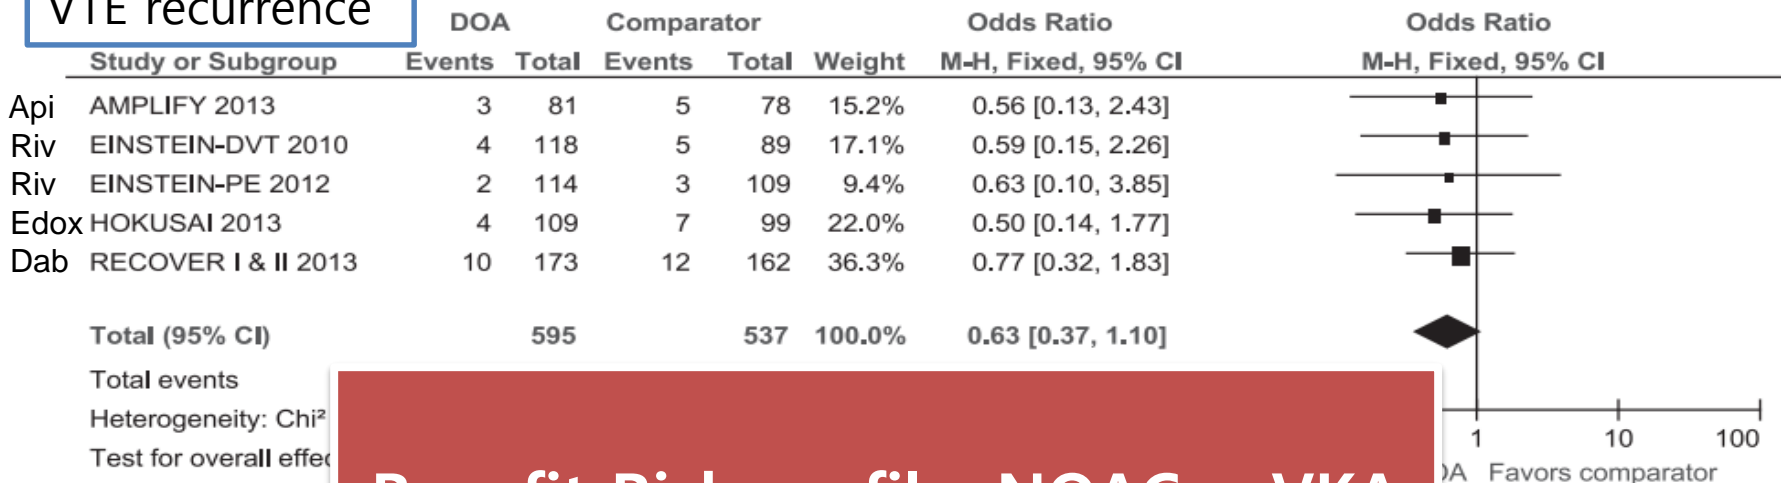 VTE recurrence
DOA Comparator Odds Ratio Odds Ratio
Study or Subgroup Events Total Events Total Weight M-H, Fixed, 95% CI M-H, Fixed, 95% CI
Api AMPLIFY 2013 3 81 5 78 15.2% 0.56 [0.13, 2.43]
Riv EINSTEIN-DVT 2010 4 118 5 89 17.1% 0.59 [0.15, 2.26]
Riv EINSTEIN-PE 2012 2 114 3 109 9.4% 0.63 [0.10, 3.85]
Edox HOKUSAI 2013 4 109 7 99 22.0% 0.50 [0.14, 1.77]
Dab RECOVER I & II 2013 10 173 12 162 36.3% 0.77 [0.32, 1.83]
Total (95% CI) 595 537 100.0% 0.63 [0.37, 1.10]
Total events
Heterogeneity: Chi²
1 10 100
Test for overall effec
Favors comparator